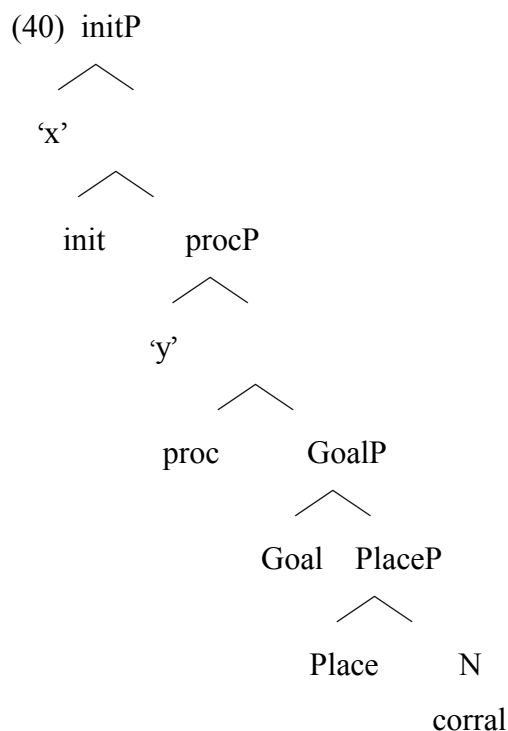 (40) initP
‘x’
init procP
‘y’
proc GoalP
Goal PlaceP
Place N
corral